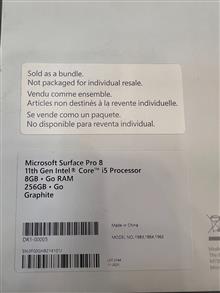 Sold as a bundle.
Not packaged for individual resale.
Vendu comme ensemble.
Articles non destinés à la reventé individuelle.
Se vende como un paquete.
No disponible para reventa individual.
Microsoft Surface Pro 8
11th Gen Intel® Core™ i5 Processor
8GB • Go RAM
256GB • Go
Graphite
Made in China